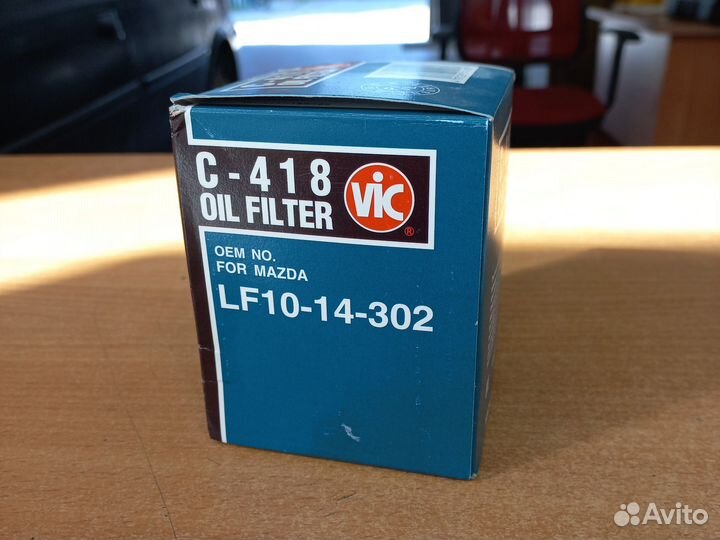 C-418
OIL FILTER
VIC
®
OEM NO.
FOR MAZDA
LF10-14-302
Avito